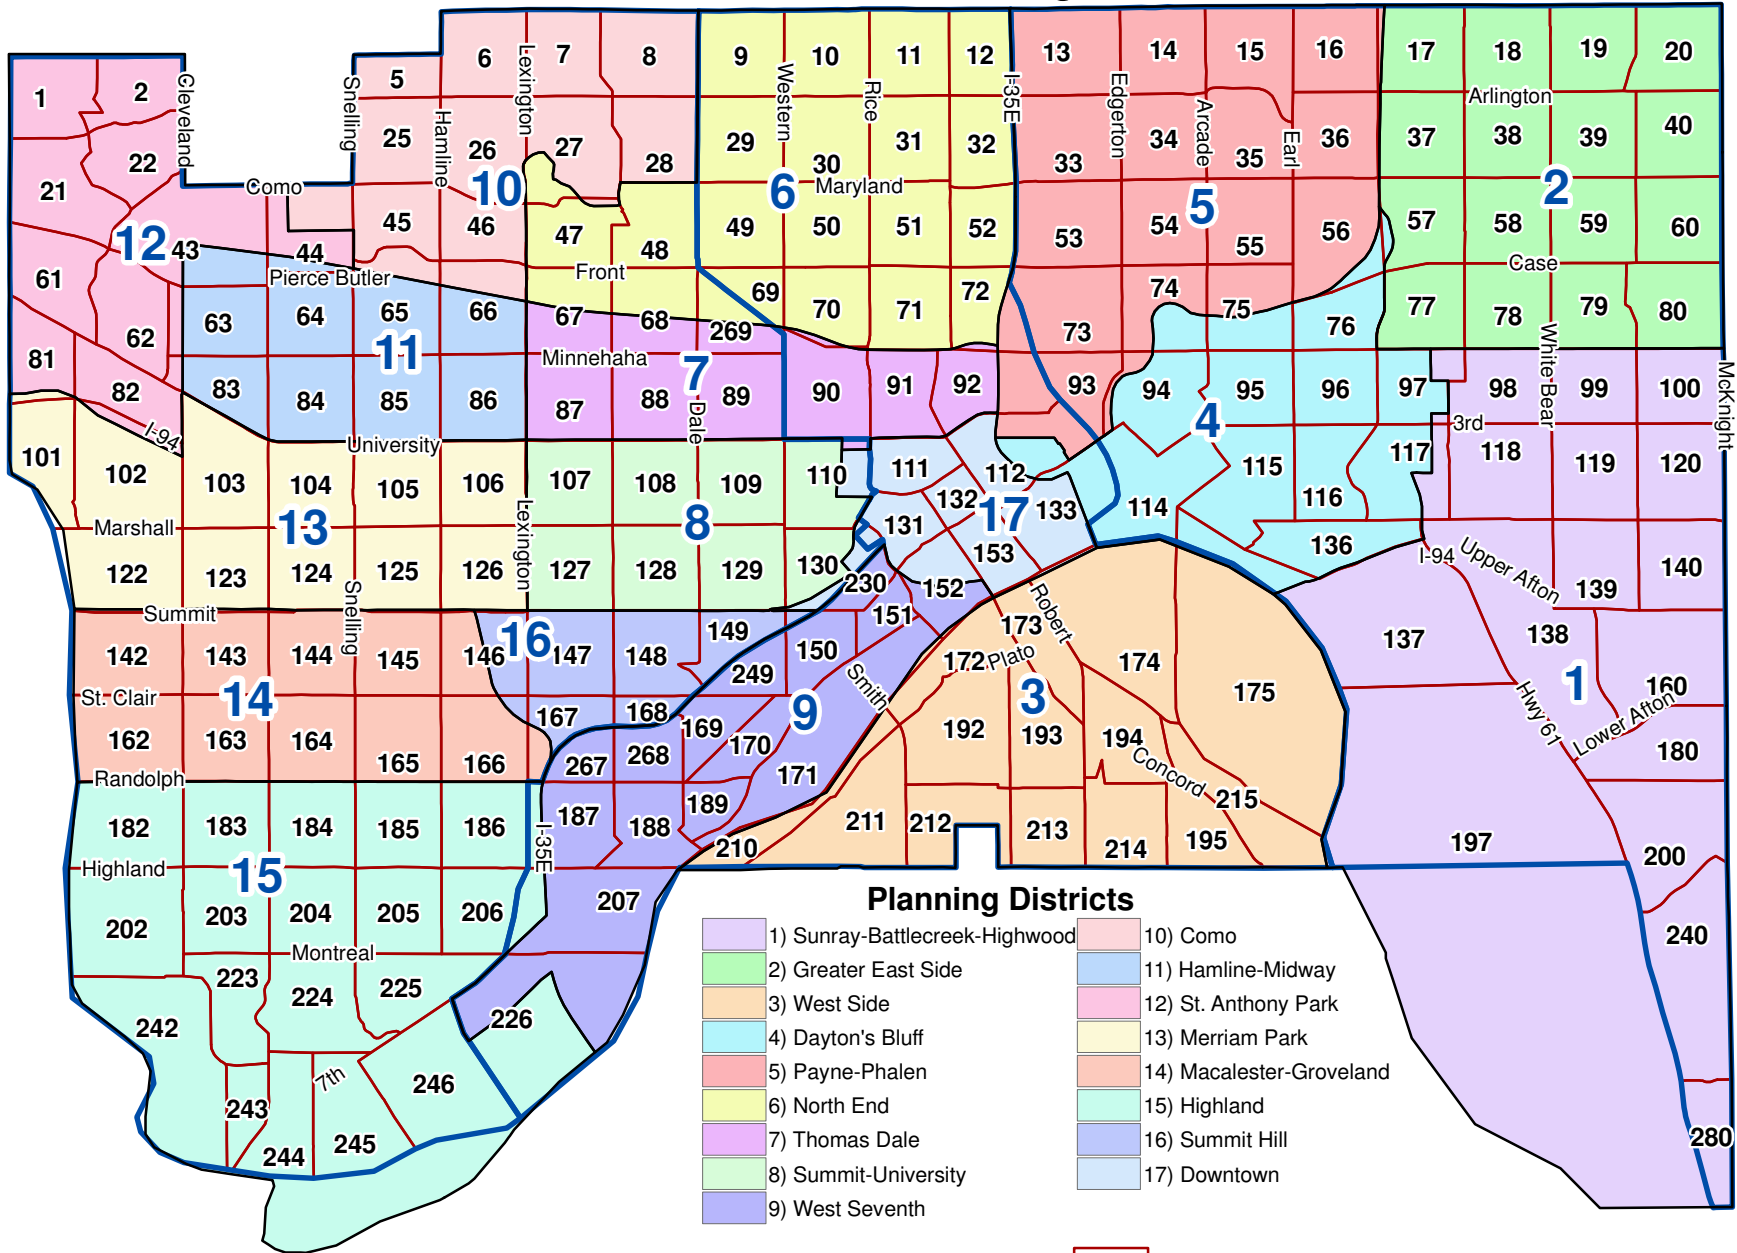 6 7 8 9 10 11 12 13 14 15 16 17 18 19 20
1 2 5
Cleveland Snelling Hamline Lexington Western Rice I-35E Edgerton Arcade Earl
Arlington
25 26 27 28 29 30 31 32 33 34 35 36 37 38 39 40
21 22
Como 10 6 Maryland 5 2
45 46 47 48 49 50 51 52 53 54 55 56 57 58 59 60
12 43 44
Pierce Butler Front Case
61 62 63 64 65 66 67 68 269 69 70 71 72 73 74 75 76 77 78 79 80
81 82 11 Minnehaha 7 White Bear McKnight
83 84 85 86 87 88 89 90 91 92 93 94 95 96 97 98 99 100
I-94 Dale 4 3rd
University
101 102 103 104 105 106 107 108 109 110 111 112 115 116 117 118 119 120
Marshall 13 Lexington 8 131 132 17 133 114
122 123 124 125 126 127 128 129 130 230 152 153 136 I-94 Upper Afton 139 140
Summit Snelling 16 151 Robert
142 143 144 145 146 147 148 149 150 172 173 Plato 174 137 138
St. Clair 14 249 Smith 9 3 175 1 160
162 163 164 165 166 167 168 169 170 171 192 193 194 Hwy 61 Lower Afton 180
Randolph 267 268 Concord
182 183 184 185 186 187 188 189 210 211 212 213 214 195 215 197 200
Highland 15 I-35E
202 203 204 205 206 207 240
Montreal
223 224 225 226
242 243 7th 246
244 245 280
Planning Districts
1) Sunray-Battlecreek-Highwood
2) Greater East Side
3) West Side
4) Dayton's Bluff
5) Payne-Phalen
6) North End
7) Thomas Dale
8) Summit-University
9) West Seventh
10) Como
11) Hamline-Midway
12) St. Anthony Park
13) Merriam Park
14) Macalester-Groveland
15) Highland
16) Summit Hill
17) Downtown